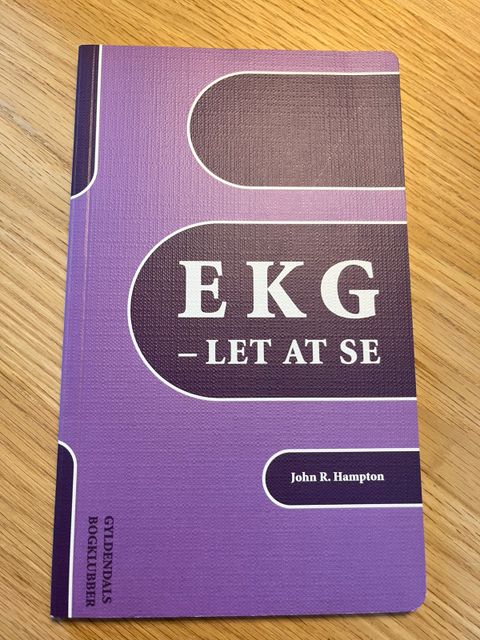 EKG
– LET AT SE
John R. Hampton
GYLDENDALS
BOGKLUBBER